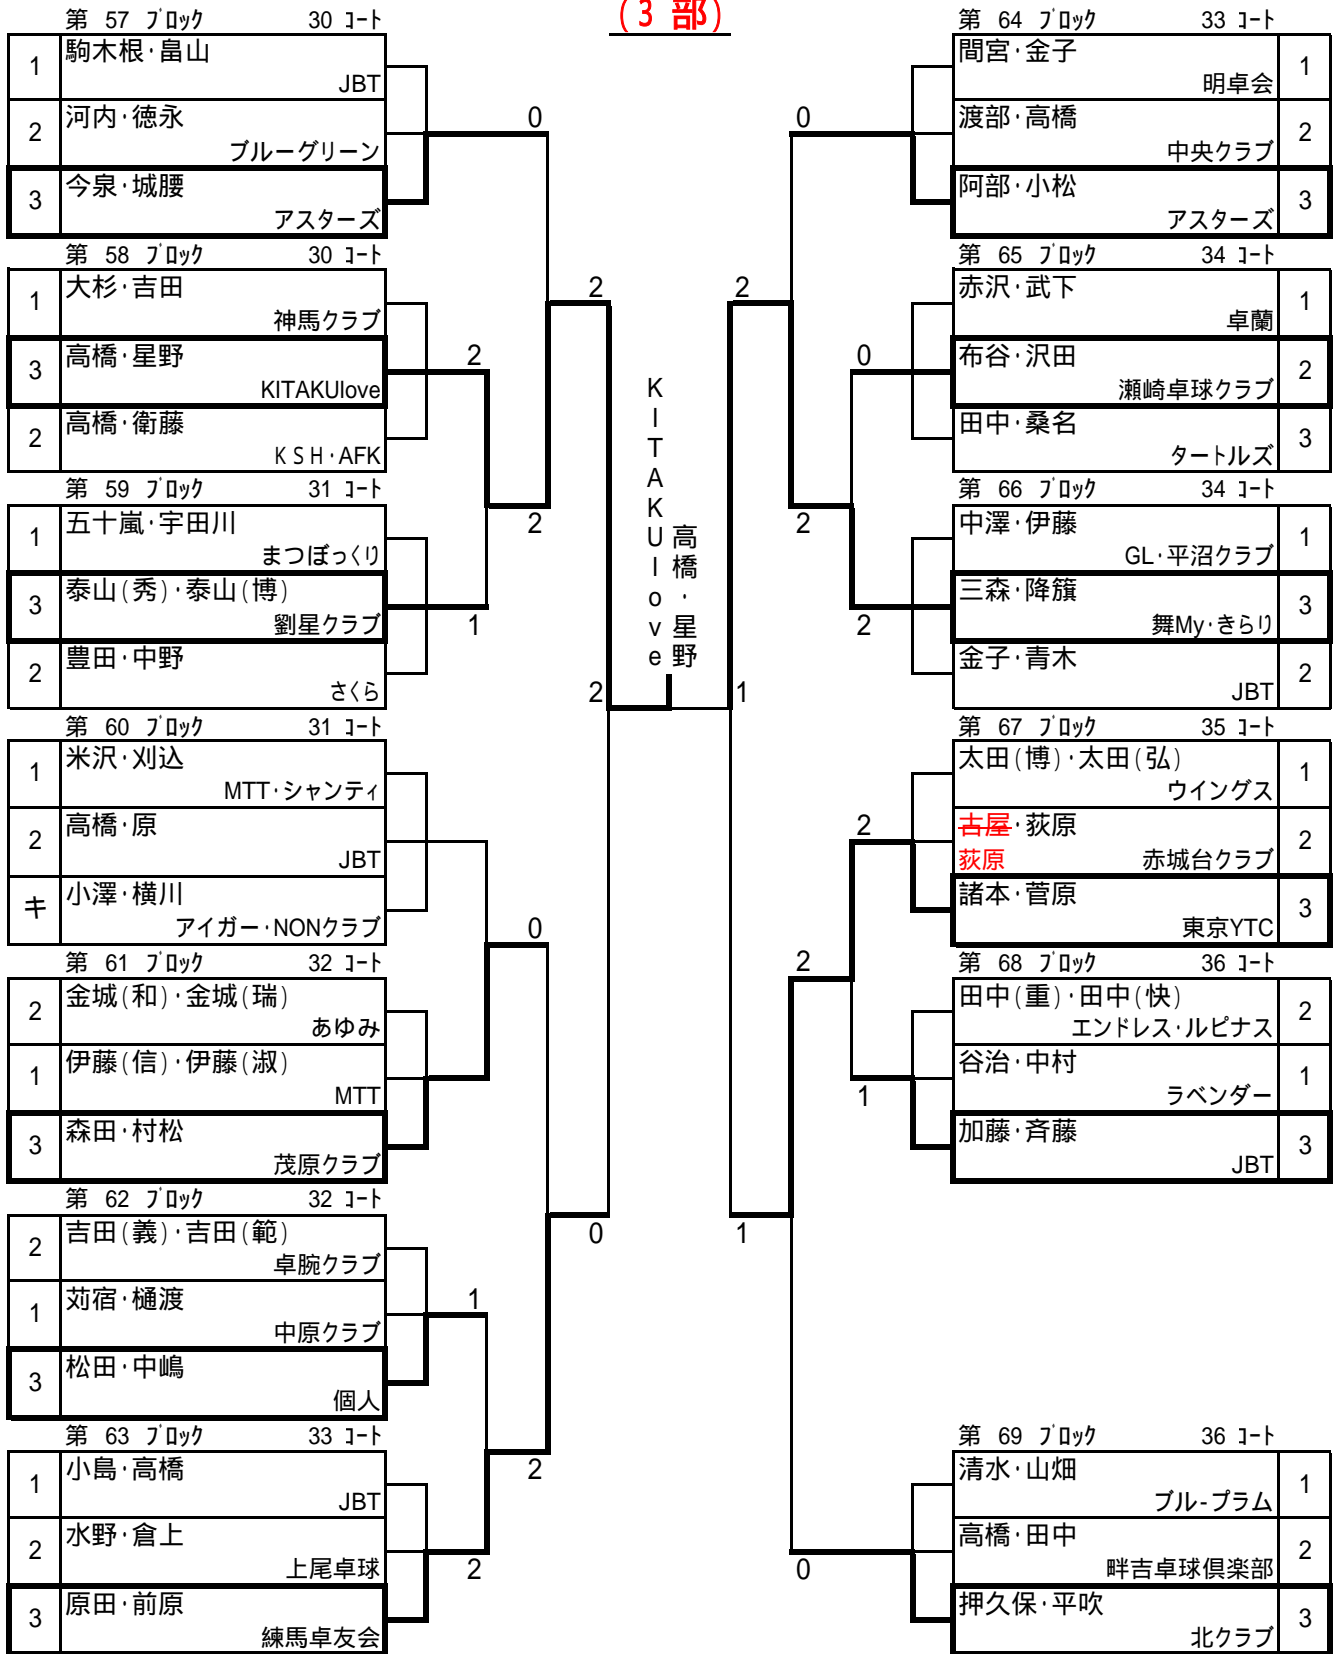 (3 部)
第 57 ブロック 30 コート
1 駒木根・畠山
JBT
2 河内・徳永
ブルーグリーン
3 今泉・城腰
アスターズ
0
第 58 ブロック 30 コート
1 大杉・吉田
神馬クラブ
3 高橋・星野
KITAKUlove
2 高橋・衛藤
KSH・AFK
2
2
第 59 ブロック 31 コート
1 五十嵐・宇田川
まつぼっくり
3 泰山(秀)・泰山(博)
劉星クラブ
2 豊田・中野
さくら
2
1
2
第 60 ブロック 31 コート
1 米沢・刈込
MTT・シャンティ
2 高橋・原
JBT
キ 小澤・横川
アイガー・NONクラブ
0
第 61 ブロック 32 コート
2 金城(和)・金城(瑞)
あゆみ
1 伊藤(信)・伊藤(淑)
MTT
3 森田・村松
茂原クラブ
第 62 ブロック 32 コート
2 吉田(義)・吉田(範)
卓腕クラブ
1 苅宿・樋渡
中原クラブ
3 松田・中嶋
個人
0
1
第 63 ブロック 33 コート
1 小島・高橋
JBT
2 水野・倉上
上尾卓球
3 原田・前原
練馬卓友会
2
2
KITAKUlove
高橋・星野
第 64 ブロック 33 コート
間宮・金子 1
明卓会
渡部・高橋 2
中央クラブ
阿部・小松 3
アスターズ
0
第 65 ブロック 34 コート
赤沢・武下 1
卓蘭
布谷・沢田 2
瀬崎卓球クラブ
田中・桑名 3
タートルズ
2
0
第 66 ブロック 34 コート
中澤・伊藤 1
GL・平沼クラブ
三森・降籏 3
舞My・きらり
金子・青木 2
JBT
2
2
1
第 67 ブロック 35 コート
太田(博)・太田(弘) 1
ウイングス
古屋・荻原 2
荻原 赤城台クラブ
諸本・菅原 3
東京YTC
2
2
第 68 ブロック 36 コート
田中(重)・田中(快) 2
エンドレス・ルピナス
谷治・中村 1
ラベンダー
加藤・斉藤 3
JBT
1
1
第 69 ブロック 36 コート
清水・山畑 1
ブル-プラム
高橋・田中 2
畔吉卓球倶楽部
押久保・平吹 3
北クラブ
0